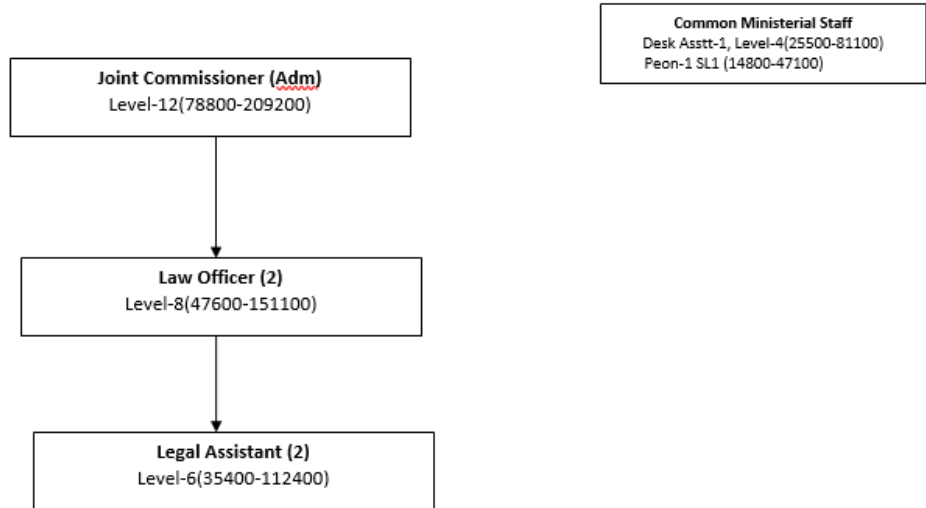 Common Ministerial Staff
Desk Asstt-1, Level-4(25500-81100)
Peon-1 SL1 (14800-47100)
Joint Commissioner (Adm)
Level-12(78800-209200)
Law Officer (2)
Level-8(47600-151100)
Legal Assistant (2)
Level-6(35400-112400)